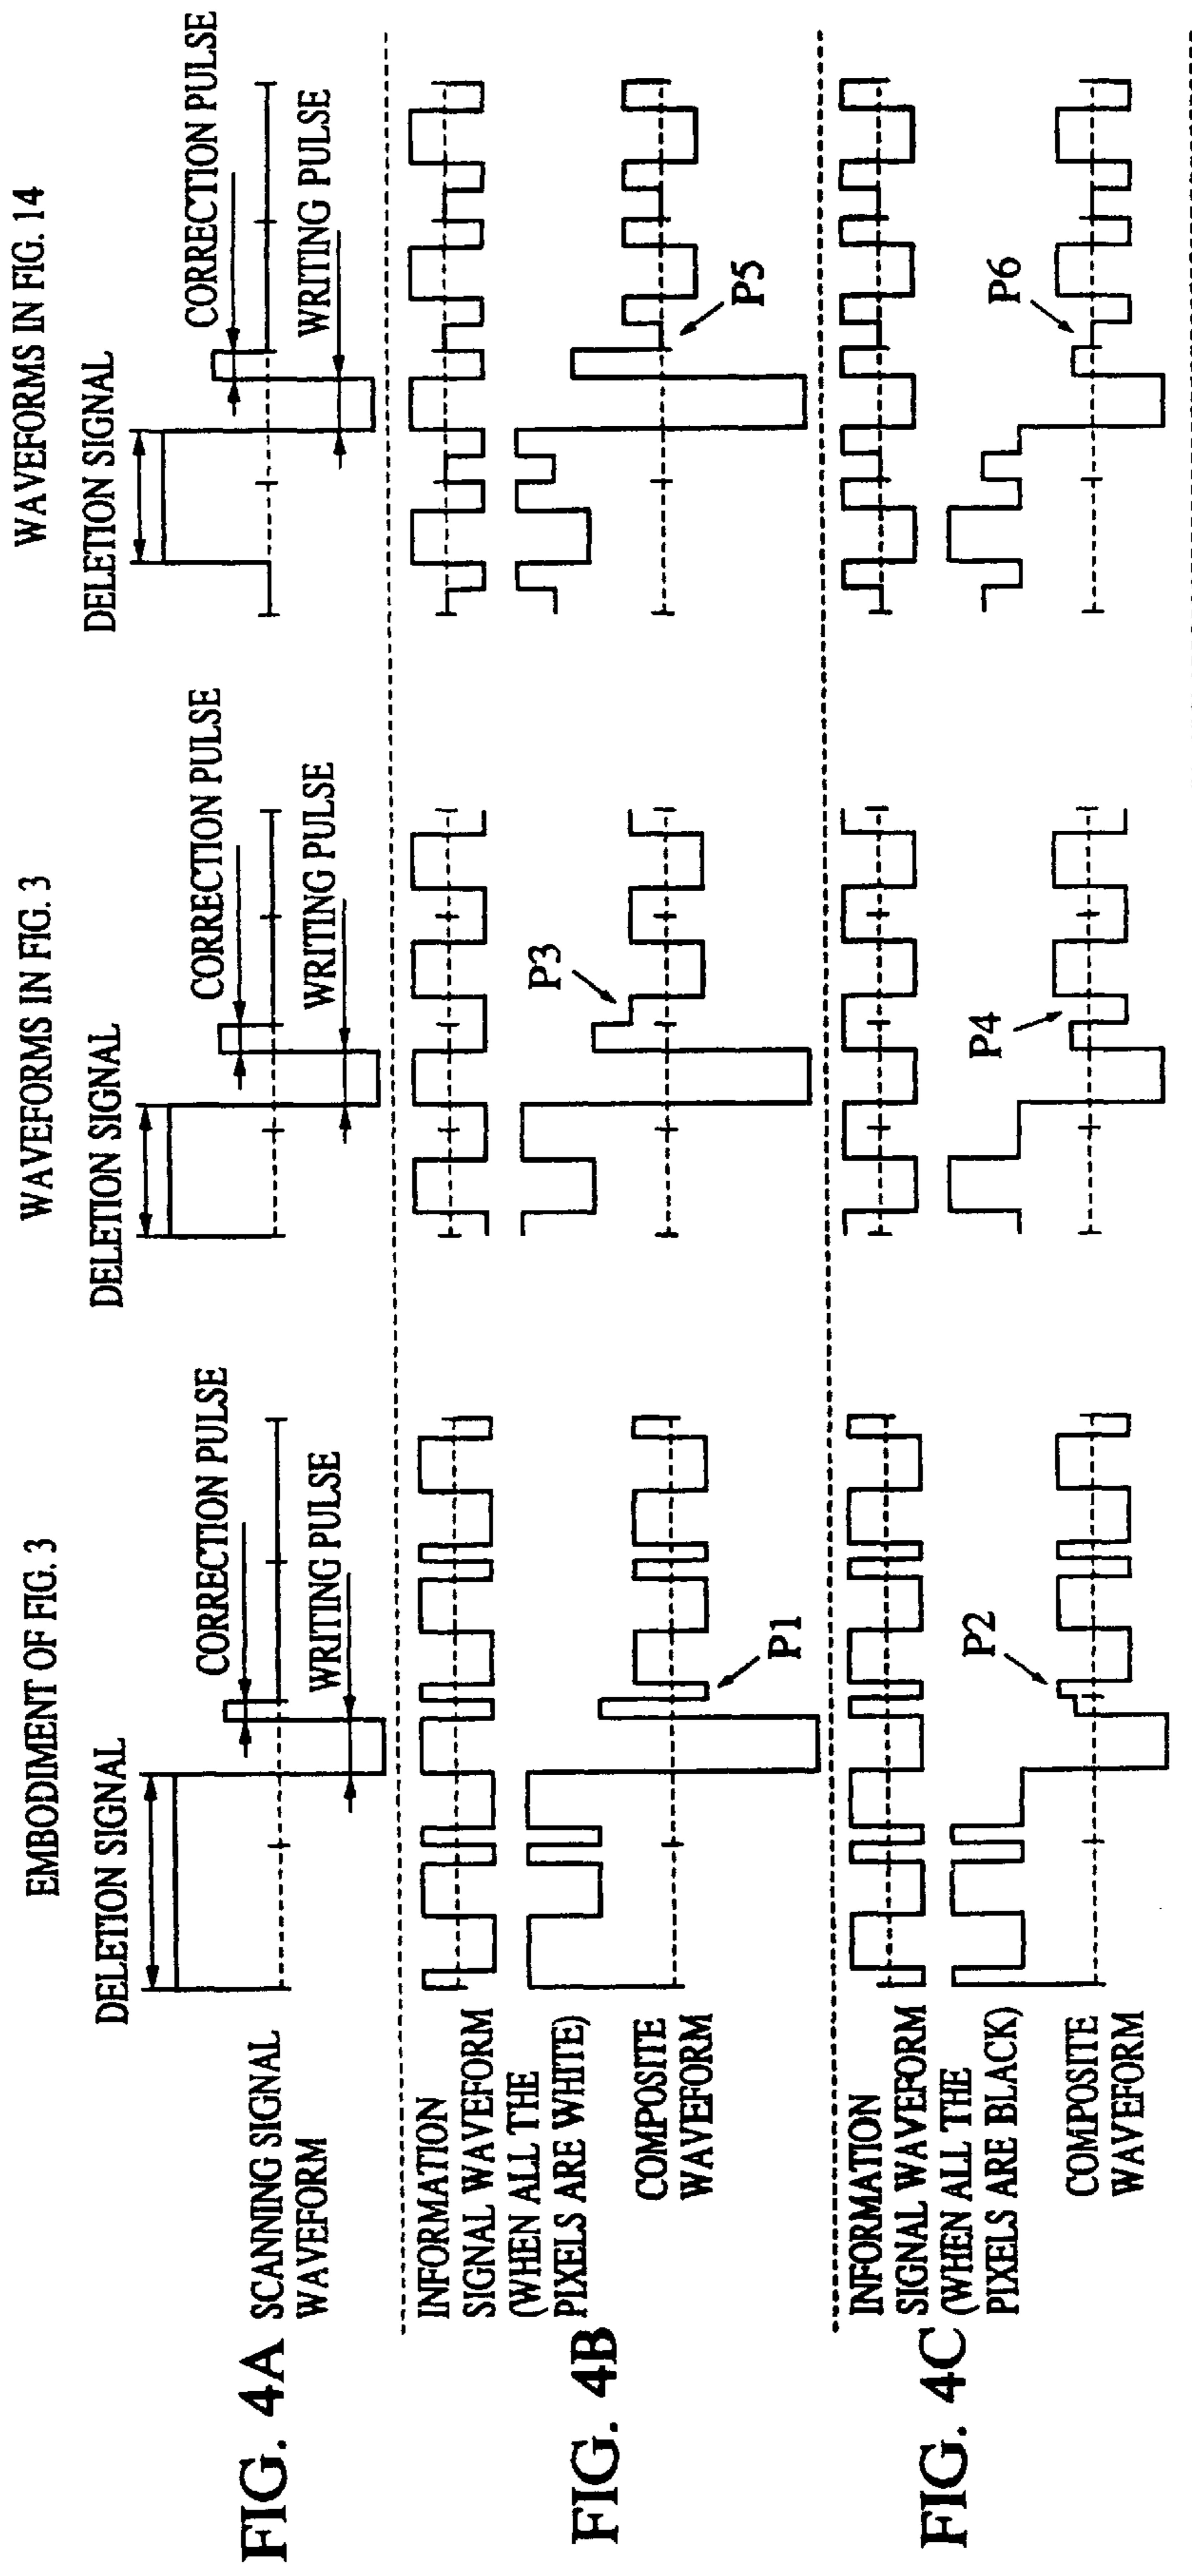 EMBODIMENT OF FIG. 3
WAVEFORMS IN FIG. 3
WAVEFORMS IN FIG. 14
FIG. 4A
SCANNING SIGNAL
WAVEFORM
DELETION SIGNAL
CORRECTION PULSE
WRITING PULSE
DELETION SIGNAL
CORRECTION PULSE
WRITING PULSE
DELETION SIGNAL
CORRECTION PULSE
WRITING PULSE
FIG. 4B
INFORMATION
SIGNAL WAVEFORM
(WHEN ALL THE
PIXELS ARE WHITE)
COMPOSITE
WAVEFORM
P1
P3
P5
FIG. 4C
INFORMATION
SIGNAL WAVEFORM
(WHEN ALL THE
PIXELS ARE BLACK)
COMPOSITE
WAVEFORM
P2
P4
P6